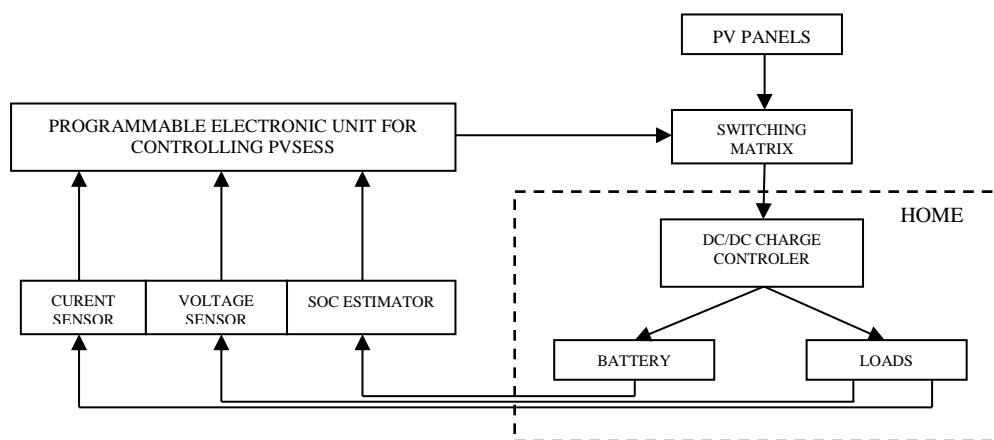 PV PANELS
PROGRAMMABLE ELECTRONIC UNIT FOR
CONTROLLING PVSESS
SWITCHING
MATRIX
HOME
DC/DC CHARGE
CONTROLER
CURENT
SENSOR
VOLTAGE
SENSOR
SOC ESTIMATOR
BATTERY
LOADS